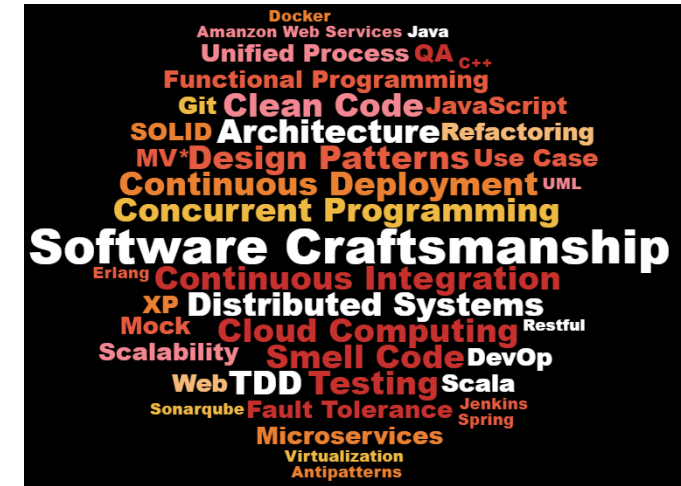 Docker
Amanzon Web Services Java
Unified Process QA C++
Functional Programming
Git Clean Code JavaScript
SOLID Architecture Refactoring
MV* Design Patterns Use Case
Continuous Deployment UML
Concurrent Programming
Software Craftsmanship
Erlang Continuous Integration
XP Distributed Systems
Mock Cloud Computing Restful
Scalability Smell Code DevOp
Web TDD Testing Scala
Sonarqube Fault Tolerance Jenkins
Spring
Microservices
Virtualization
Antipatterns